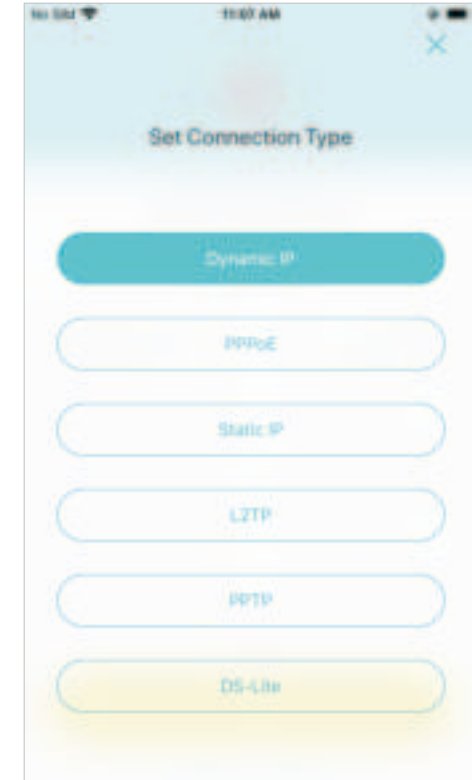 No SIM
11:07 AM
Set Connection Type
Dynamic IP
PPPoE
Static IP
L2TP
PPTP
DS-Lite